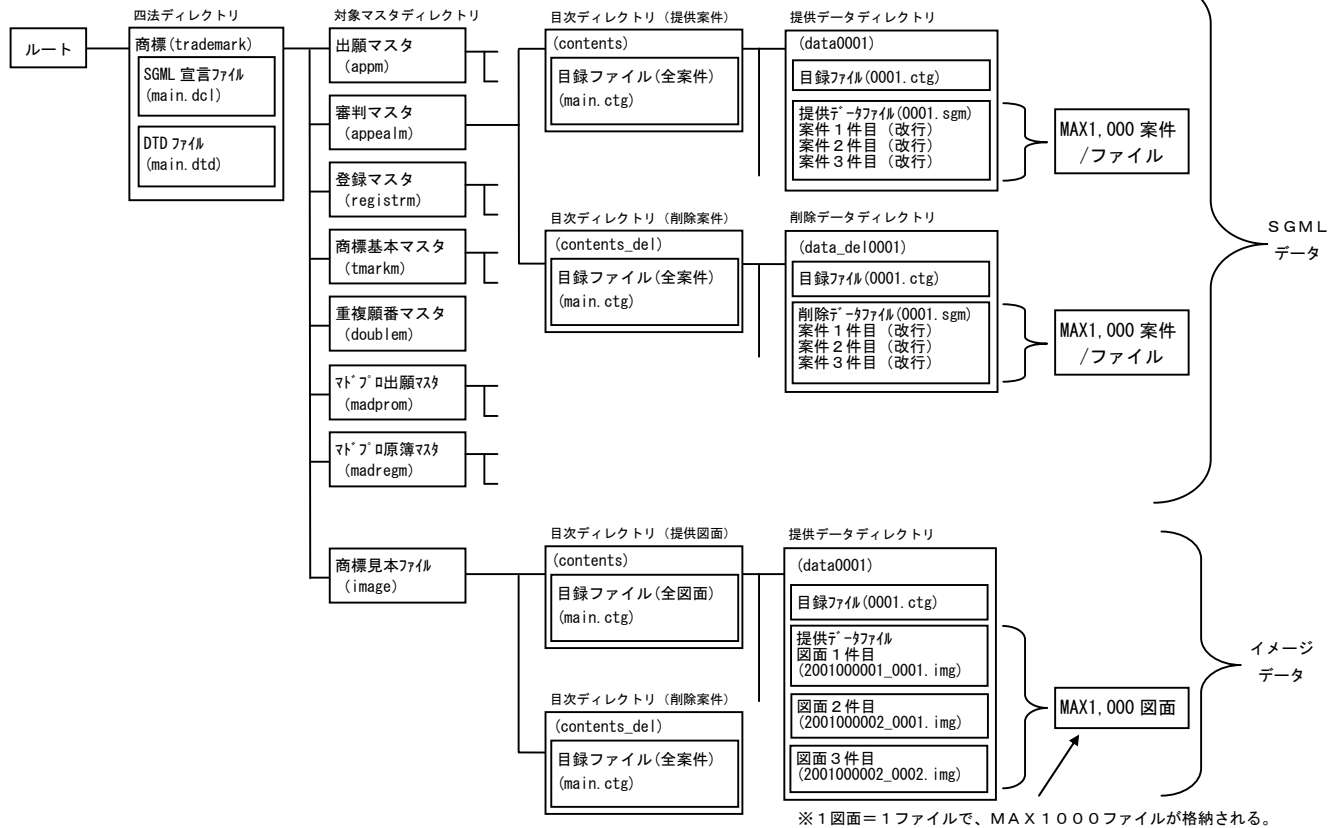 四法ディレクトリ
対象マスタディレクトリ
目次ディレクトリ（提供案件）
提供データディレクトリ
ルート
商標(trademark)
SGML 宣言ﾌｧｲﾙ
(main.dcl)
DTD ﾌｧｲﾙ
(main.dtd)
出願マスタ
(appm)
審判マスタ
(appealm)
登録マスタ
(registrm)
商標基本マスタ
(tmarkm)
重複願番マスタ
(doublem)
ﾏﾄﾞﾌﾟﾛ出願ﾏｽﾀ
(madprom)
ﾏﾄﾞﾌﾟﾛ原簿ﾏｽﾀ
(madregm)
商標見本ﾌｧｲﾙ
(image)
(contents)
目録ファイル(全案件)
(main.ctg)
(data0001)
目録ﾌｧｲﾙ(0001.ctg)
提供ﾃﾞｰﾀﾌｧｲﾙ(0001.sgm)
案件１件目（改行）
案件２件目（改行）
案件３件目（改行）
MAX1,000 案件
/ファイル
目次ディレクトリ（削除案件）
(contents_del)
目録ファイル(全案件)
(main.ctg)
削除データディレクトリ
(data_del0001)
目録ﾌｧｲﾙ(0001.ctg)
削除ﾃﾞｰﾀﾌｧｲﾙ(0001.sgm)
案件１件目（改行）
案件２件目（改行）
案件３件目（改行）
MAX1,000 案件
/ファイル
ＳＧＭＬ
データ
目次ディレクトリ（提供図面）
(contents)
目録ファイル(全図面)
(main.ctg)
提供データディレクトリ
(data0001)
目録ﾌｧｲﾙ(0001.ctg)
提供ﾃﾞｰﾀﾌｧｲﾙ
図面１件目
(2001000001_0001.img)
図面２件目
(2001000002_0001.img)
図面３件目
(2001000002_0002.img)
MAX1,000 図面
イメージ
データ
目次ディレクトリ（削除案件）
(contents_del)
目録ファイル(全案件)
(main.ctg)
※１図面＝１ファイルで、ＭＡＸ１０００ファイルが格納される。